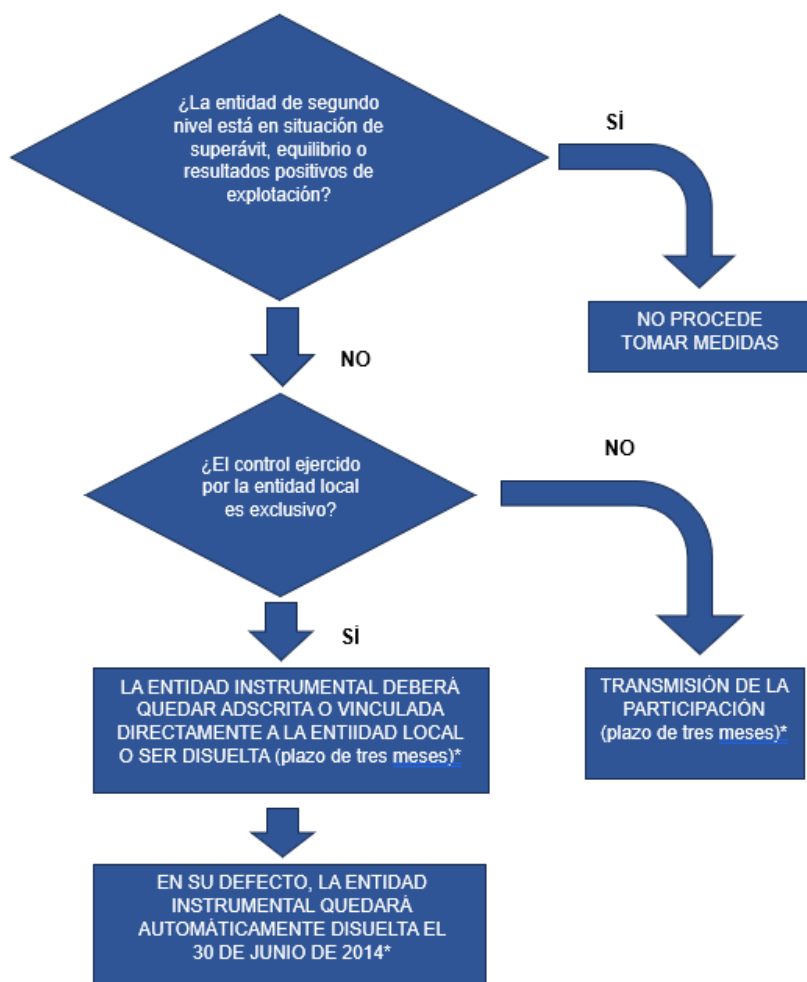 ¿La entidad de segundo
nivel está en situación de
superávit, equilibrio o
resultados positivos de
explotación?
SÍ
NO PROCEDE
TOMAR MEDIDAS
NO
¿El control ejercido
por la entidad local
es exclusivo?
NO
SÍ
LA ENTIDAD INSTRUMENTAL DEBERÁ
QUEDAR ADSCRITA O VINCULADA
DIRECTAMENTE A LA ENTIIDAD LOCAL
O SER DISUELTA (plazo de tres meses)*
TRANSMISIÓN DE LA
PARTICIPACIÓN
(plazo de tres meses)*
EN SU DEFECTO, LA ENTIDAD
INSTRUMENTAL QUEDARÁ
AUTOMÁTICAMENTE DISUELTA EL
30 DE JUNIO DE 2014*